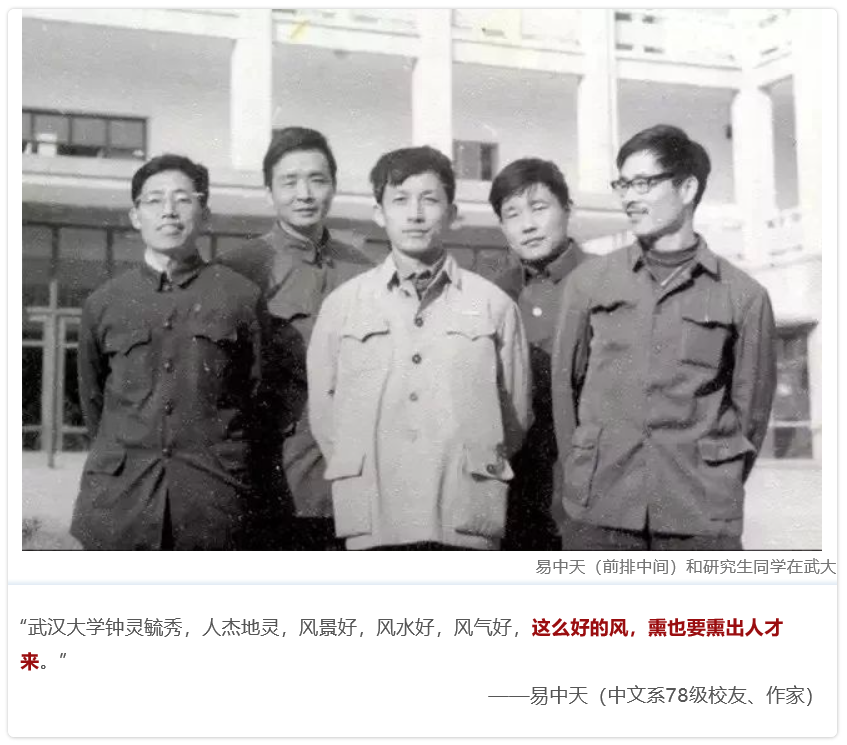 易中天（前排中间）和研究生同学在武大
“武汉大学钟灵毓秀，人杰地灵，风景好，风水好，风气好，这么好的风，熏也要熏出人才
来。”
——易中天（中文系78级校友、作家）